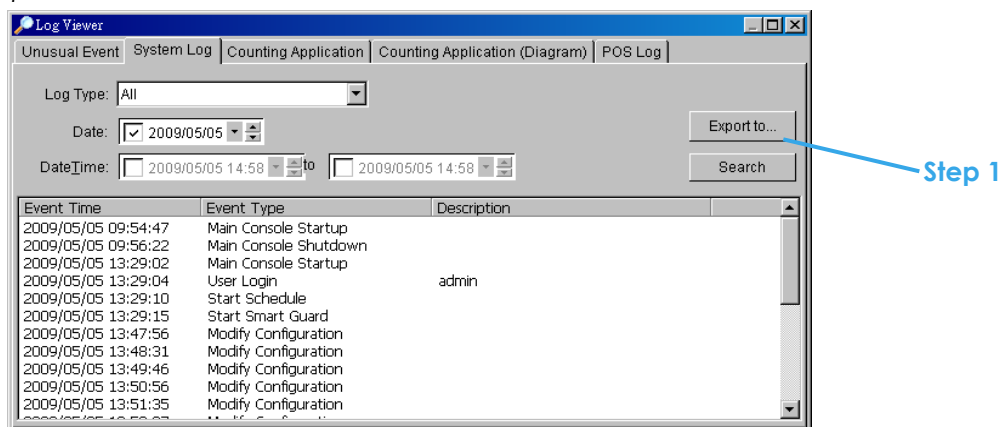 Log Viewer
Unusual Event System Log Counting Application Counting Application (Diagram) POS Log
Log Type: All
Date: 2009/05/05
Export to...
DateTime: 2009/05/05 14:58 to 2009/05/05 14:58
Search
Step 1
Event Time Event Type Description
2009/05/05 09:54:47 Main Console Startup
2009/05/05 09:56:22 Main Console Shutdown
2009/05/05 13:29:02 Main Console Startup
2009/05/05 13:29:04 User Login admin
2009/05/05 13:29:10 Start Schedule
2009/05/05 13:29:15 Start Smart Guard
2009/05/05 13:47:56 Modify Configuration
2009/05/05 13:48:31 Modify Configuration
2009/05/05 13:49:46 Modify Configuration
2009/05/05 13:50:56 Modify Configuration
2009/05/05 13:51:35 Modify Configuration